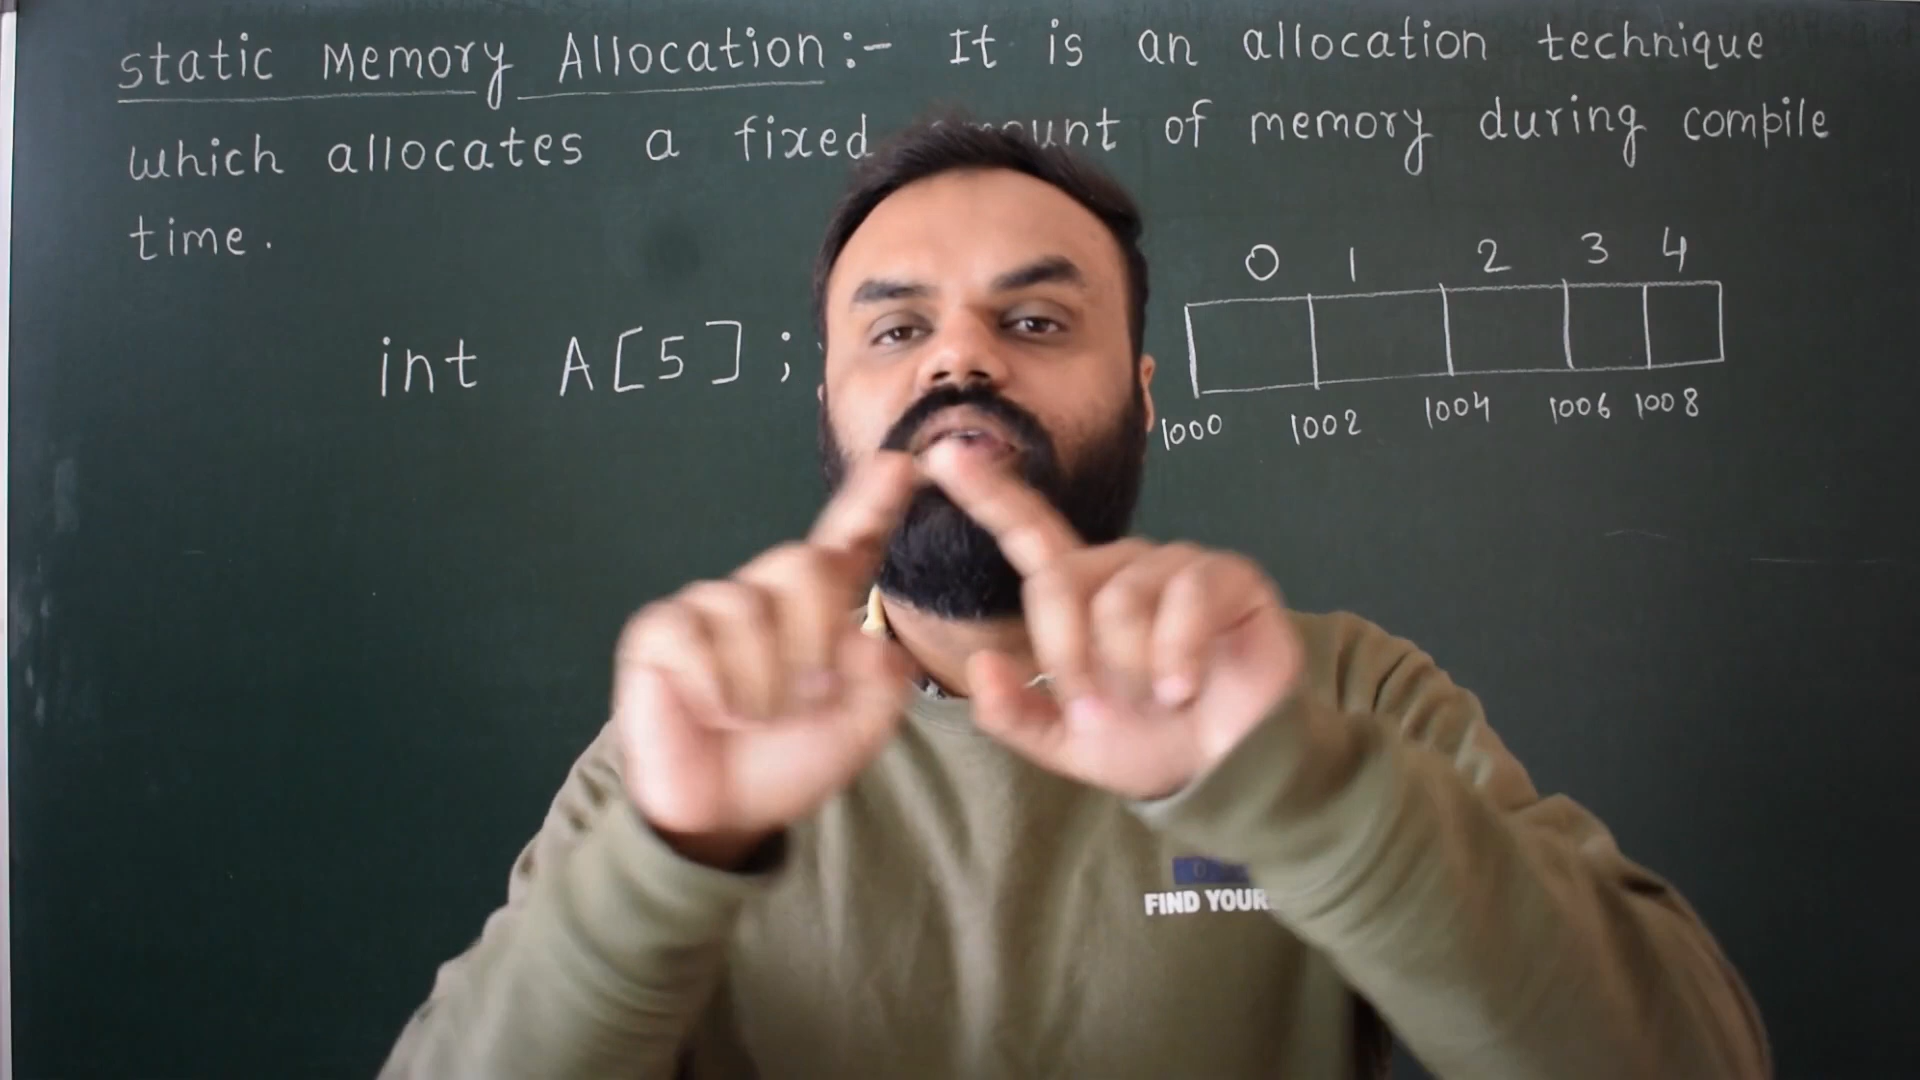 static Memory Allocation :- It is an allocation technique
which allocates a fixed of memory during compile
time.
0 1 2 3 4
int A[5];
1000 1002 1004 1006 1008
FIND YOUR